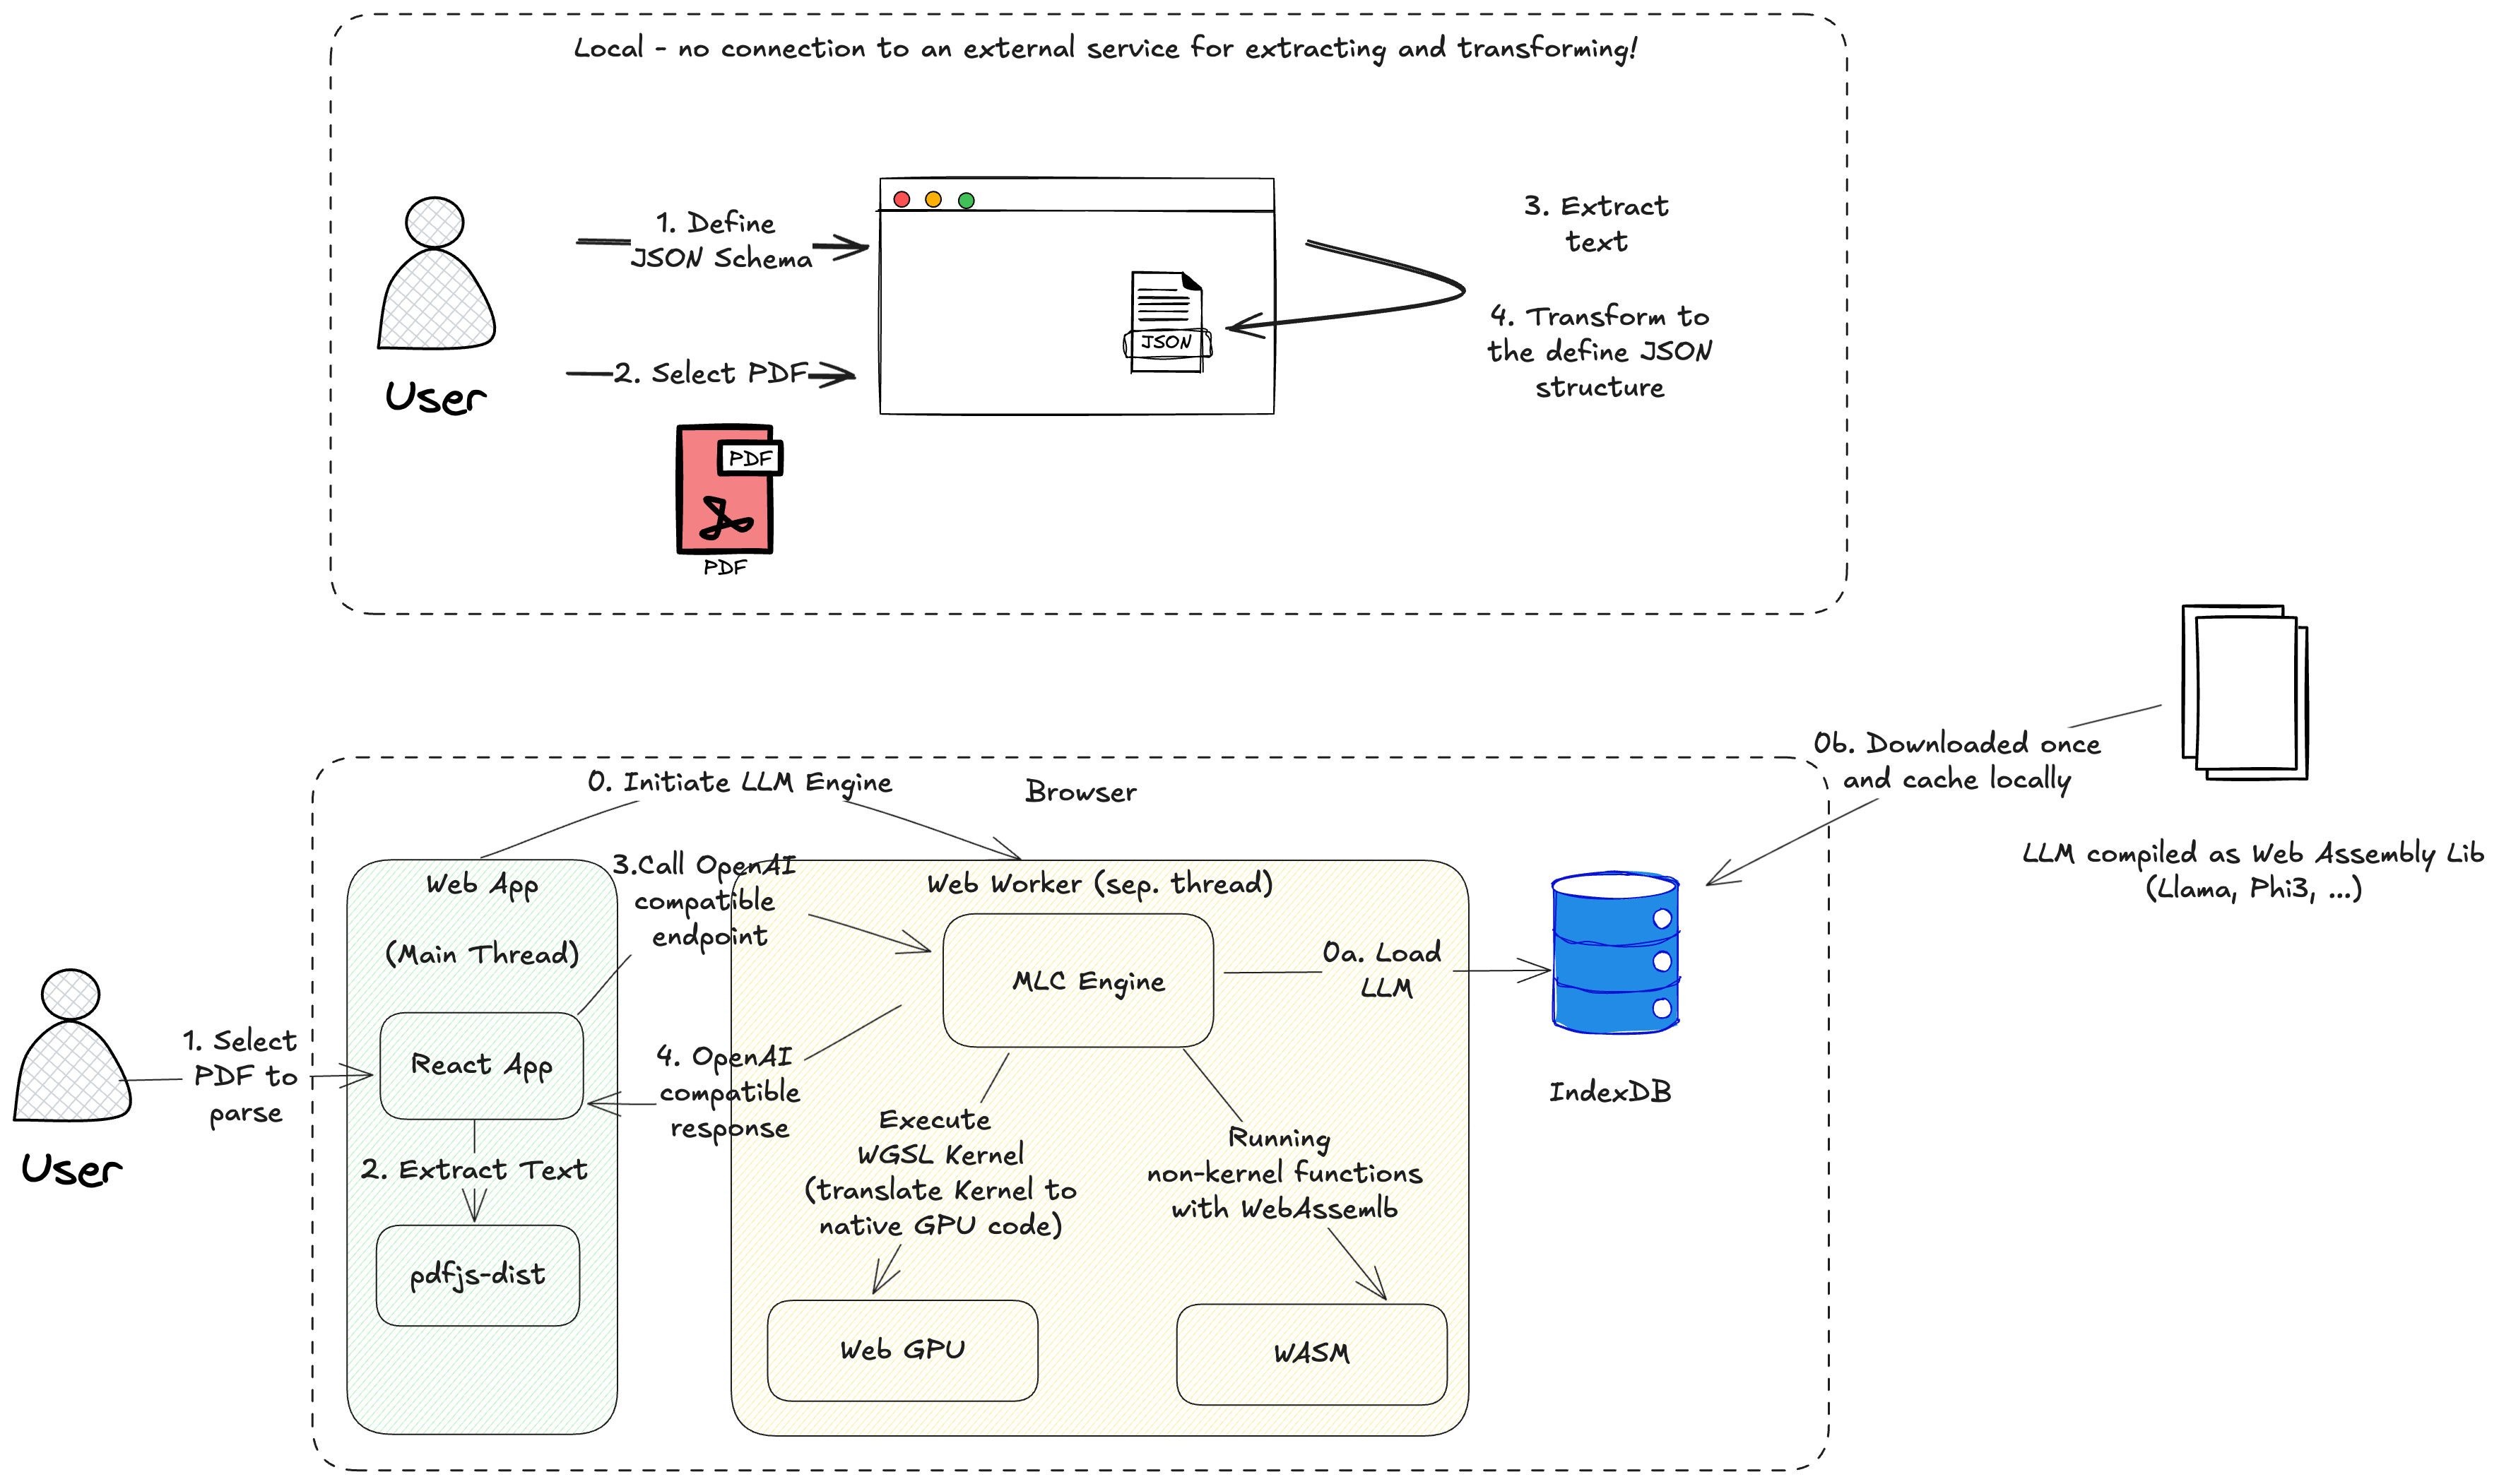 Local - no connection to an external service for extracting and transforming!
1. Define
JSON Schema
3. Extract
text
JSON
4. Transform to
the define JSON
structure
2. Select PDF
User
PDF
PDF
0b. Downloaded once
and cache locally
LLM compiled as Web Assembly Lib
(Llama, Phi3, ...)
0. Initiate LLM Engine
Browser
Web App
(Main Thread)
3.Call OpenAI
compatible
endpoint
Web Worker (sep. thread)
MLC Engine
0a. Load
LLM
IndexDB
1. Select
PDF to
parse
User
React App
4. OpenAI
compatible
response
2. Extract Text
pdfjs-dist
Execute
WGSL Kernel
(translate Kernel to
native GPU code)
Running
non-kernel functions
with WebAssemlb
Web GPU
WASM